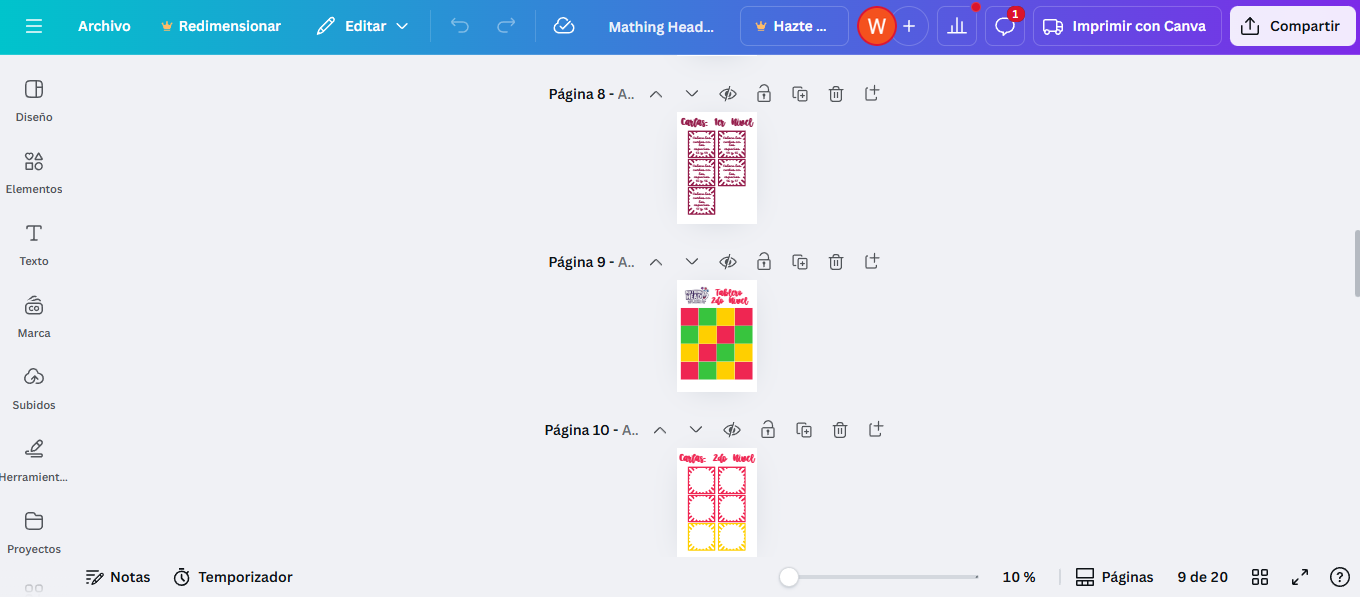 Archivo
Redimensionar
Editar
Mathing Head...
Hazte ...
W
1
Imprimir con Canva
Compartir
Diseño
Elementos
Texto
Marca
Subidos
Herramient...
Proyectos
Página 8 - A..
Cartas: 1er Nivel
Página 9 - A..
Tablero
2do Nivel
Página 10 - A..
Cartas: 2do Nivel
Notas
Temporizador
10 %
Páginas
9 de 20